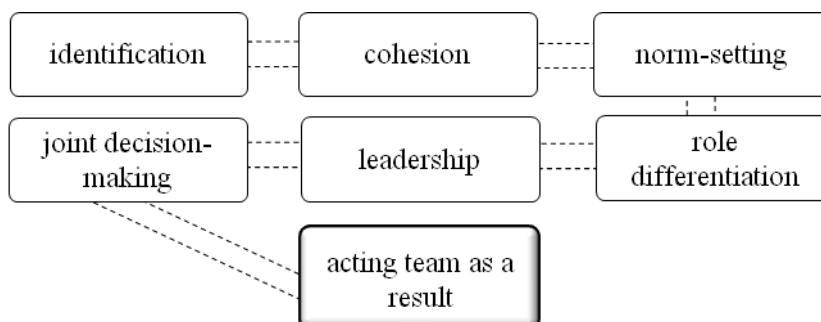 identification
cohesion
norm-setting
joint decision-
making
leadership
role
differentiation
acting team as a
result